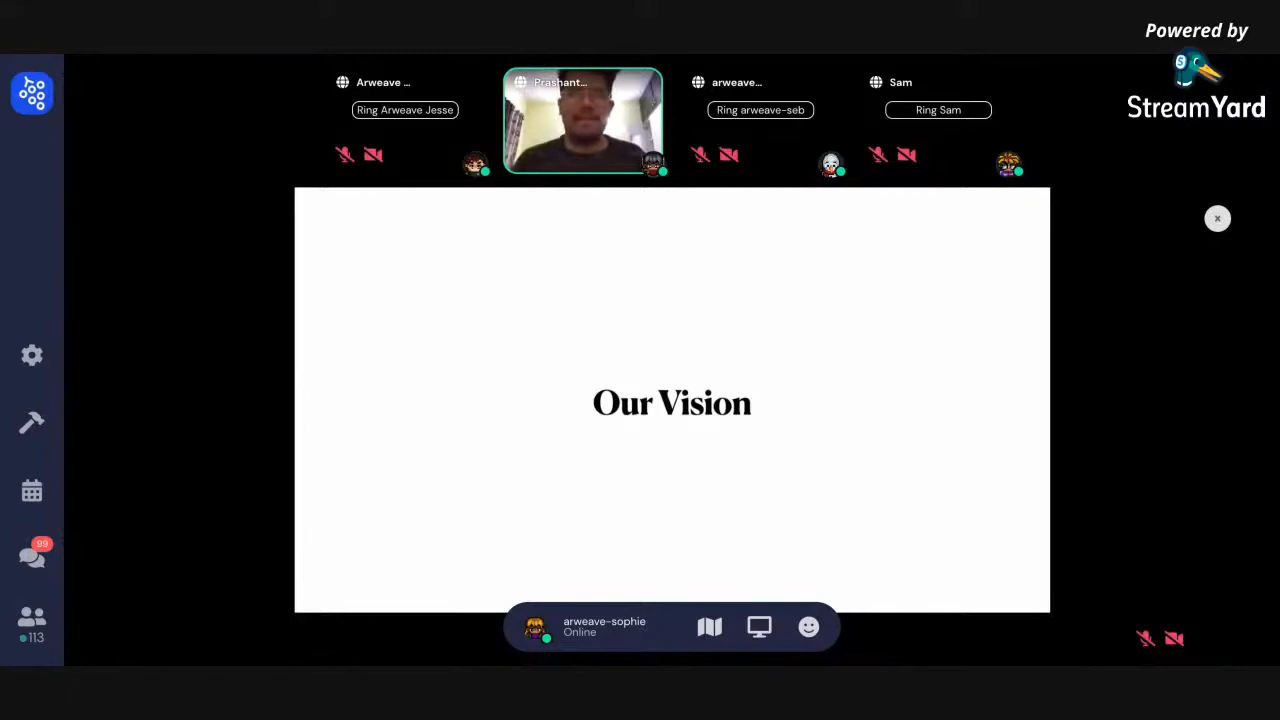 Powered by
StreamYard
Arweave ...
Prashant...
arweave...
Sam
Ring Arweave Jesse
Ring arweave-seb
Ring Sam
×
Our Vision
99
113
arweave-sophie
Online